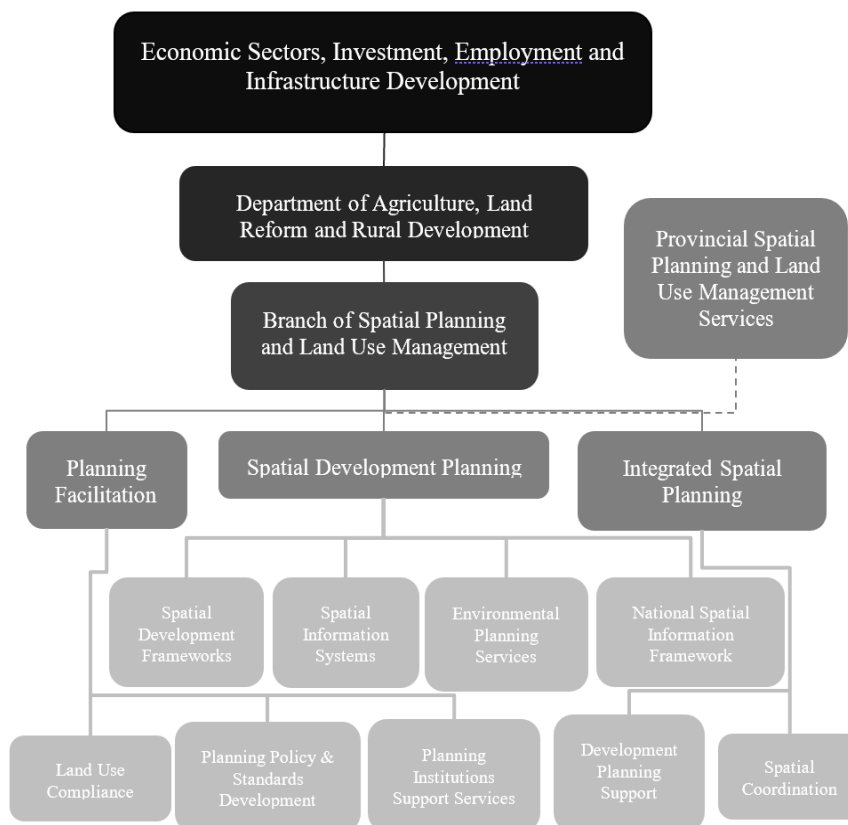 Economic Sectors, Investment, Employment and
Infrastructure Development
Department of Agriculture, Land
Reform and Rural Development
Provincial Spatial
Planning and Land
Use Management
Services
Branch of Spatial Planning
and Land Use Management
Planning
Facilitation
Spatial Development Planning
Integrated Spatial
Planning
Spatial
Development
Frameworks
Spatial
Information
Systems
Environmental
Planning
Services
National Spatial
Information
Framework
Land Use
Compliance
Planning Policy &
Standards
Development
Planning
Institutions
Support Services
Development
Planning
Support
Spatial
Coordination